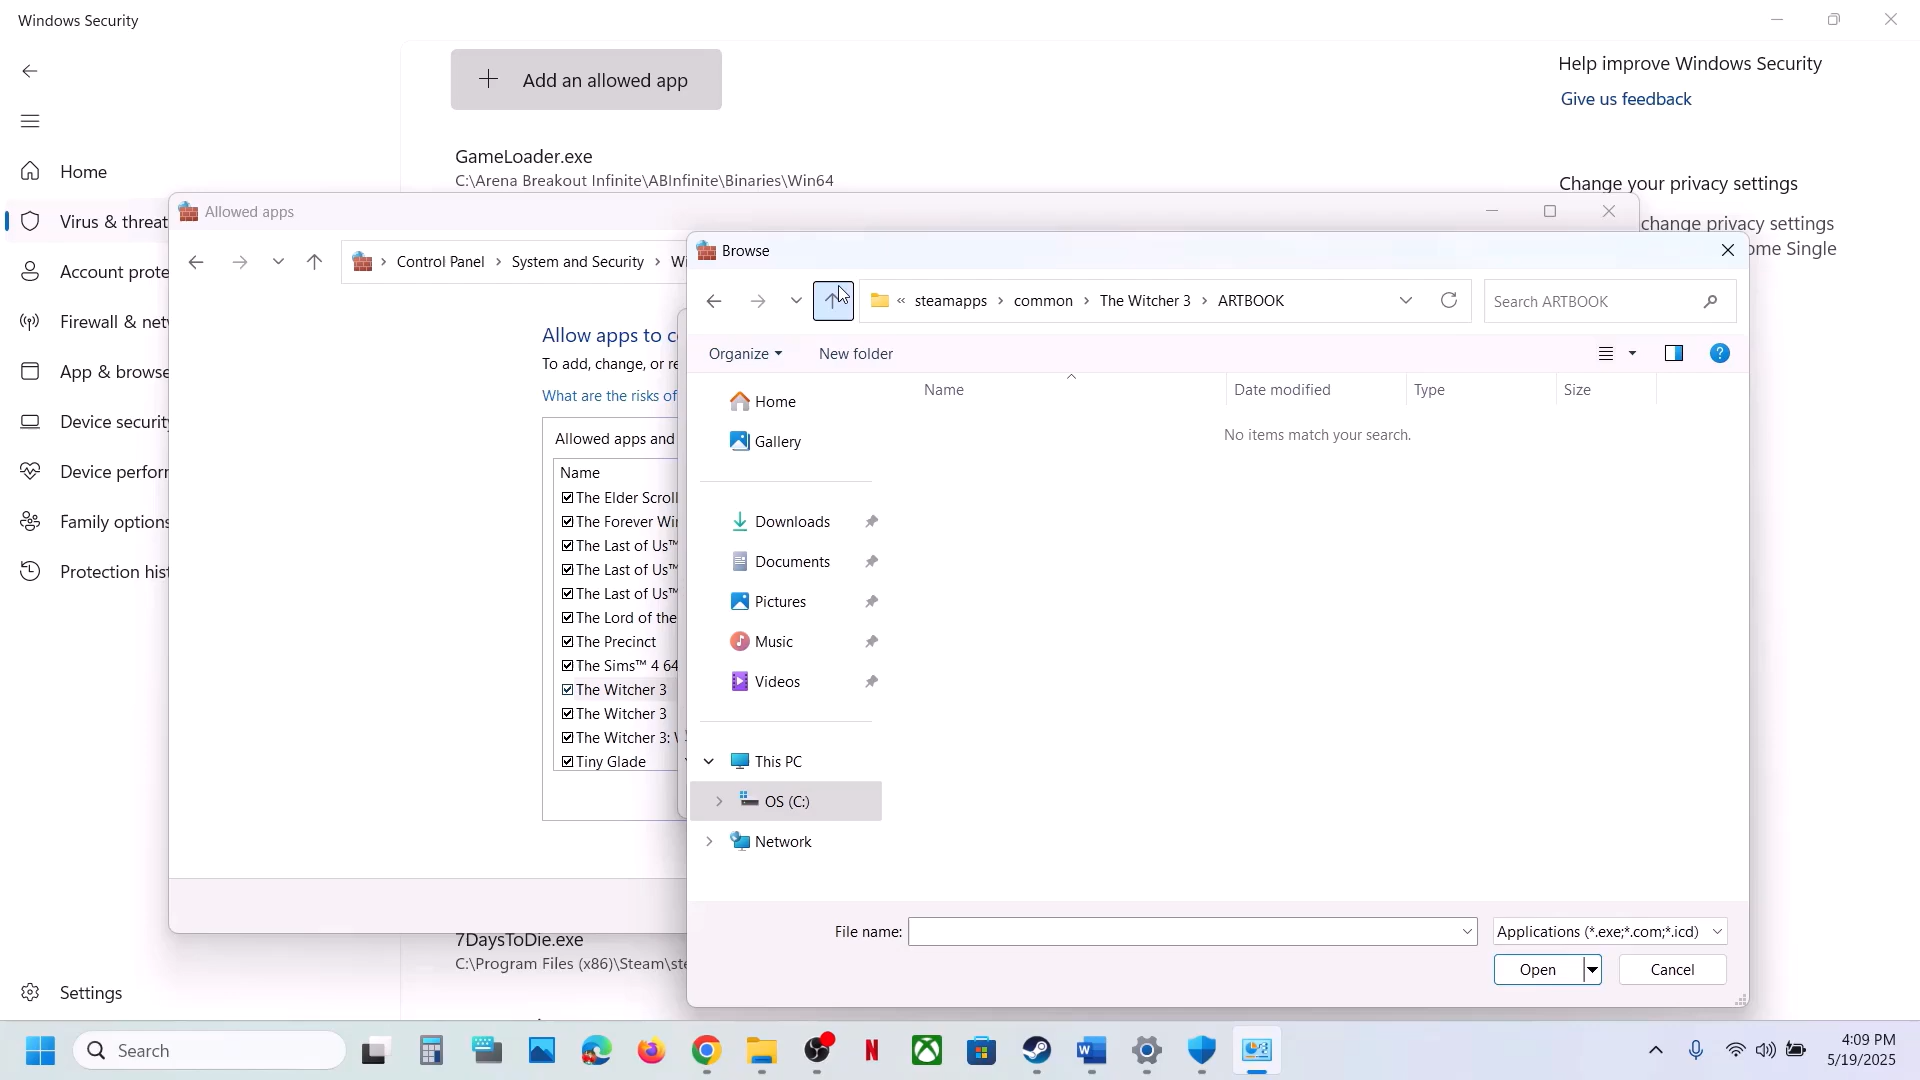 Windows Security
Add an allowed app
Help improve Windows Security
Give us feedback
GameLoader.exe
C:\Arena Breakout Infinite\ABInfinite\Binaries\Win64
Change your privacy settings
change privacy settings
ome Single
Home
Virus & threat
Account prote
Firewall & net
App & browse
Device security
Device perfor
Family options
Protection hist
Settings
Allowed apps
Control Panel
System and Security
Wi
Allow apps to c
To add, change, or re
What are the risks of
Allowed apps and
Name
The Elder Scroll
The Forever Wi
The Last of Us™
The Last of Us™
The Last of Us™
The Lord of the
The Precinct
The Sims™ 4 64
The Witcher 3
The Witcher 3
The Witcher 3:
Tiny Glade
7DaysToDie.exe
C:\Program Files (x86)\Steam\ste
Browse
« steamapps > common > The Witcher 3 > ARTBOOK
Search ARTBOOK
Organize
New folder
Name
Date modified
Type
Size
No items match your search.
Home
Gallery
Downloads
Documents
Pictures
Music
Videos
This PC
OS (C:)
Network
File name:
Applications (*.exe;*.com;*.icd)
Open
Cancel
Search
4:09 PM
5/19/2025